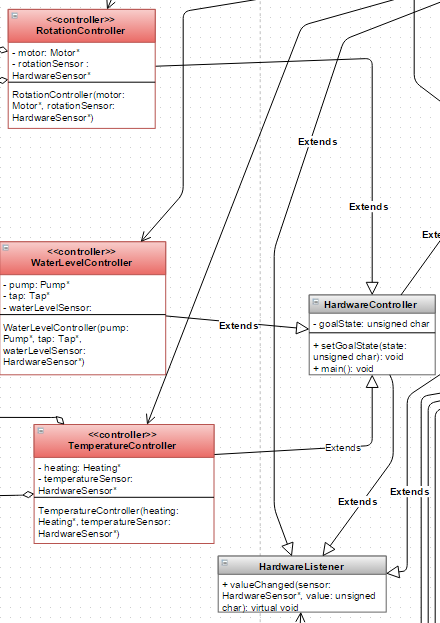 <<controller>>
RotationController
- motor: Motor*
- rotationSensor :
HardwareSensor*
RotationController(motor:
Motor*, rotationSensor:
HardwareSensor*)
Extends
Extends
<<controller>>
WaterLevelController
- pump: Pump*
- tap: Tap*
- waterLevelSensor:
WaterLevelController(pump:
Pump*, tap: Tap*,
waterLevelSensor:
HardwareSensor*)
Extends
HardwareController
- goalState: unsigned char
+ setGoalState(state:
unsigned char): void
+ main(): void
<<controller>>
TemperatureController
- heating: Heating*
- temperatureSensor:
HardwareSensor*
TemperatureController(heating:
Heating*, temperatureSensor:
HardwareSensor*)
Extends
Extends
Extends
HardwareListener
+ valueChanged(sensor:
HardwareSensor*, value: unsigned
char): virtual void